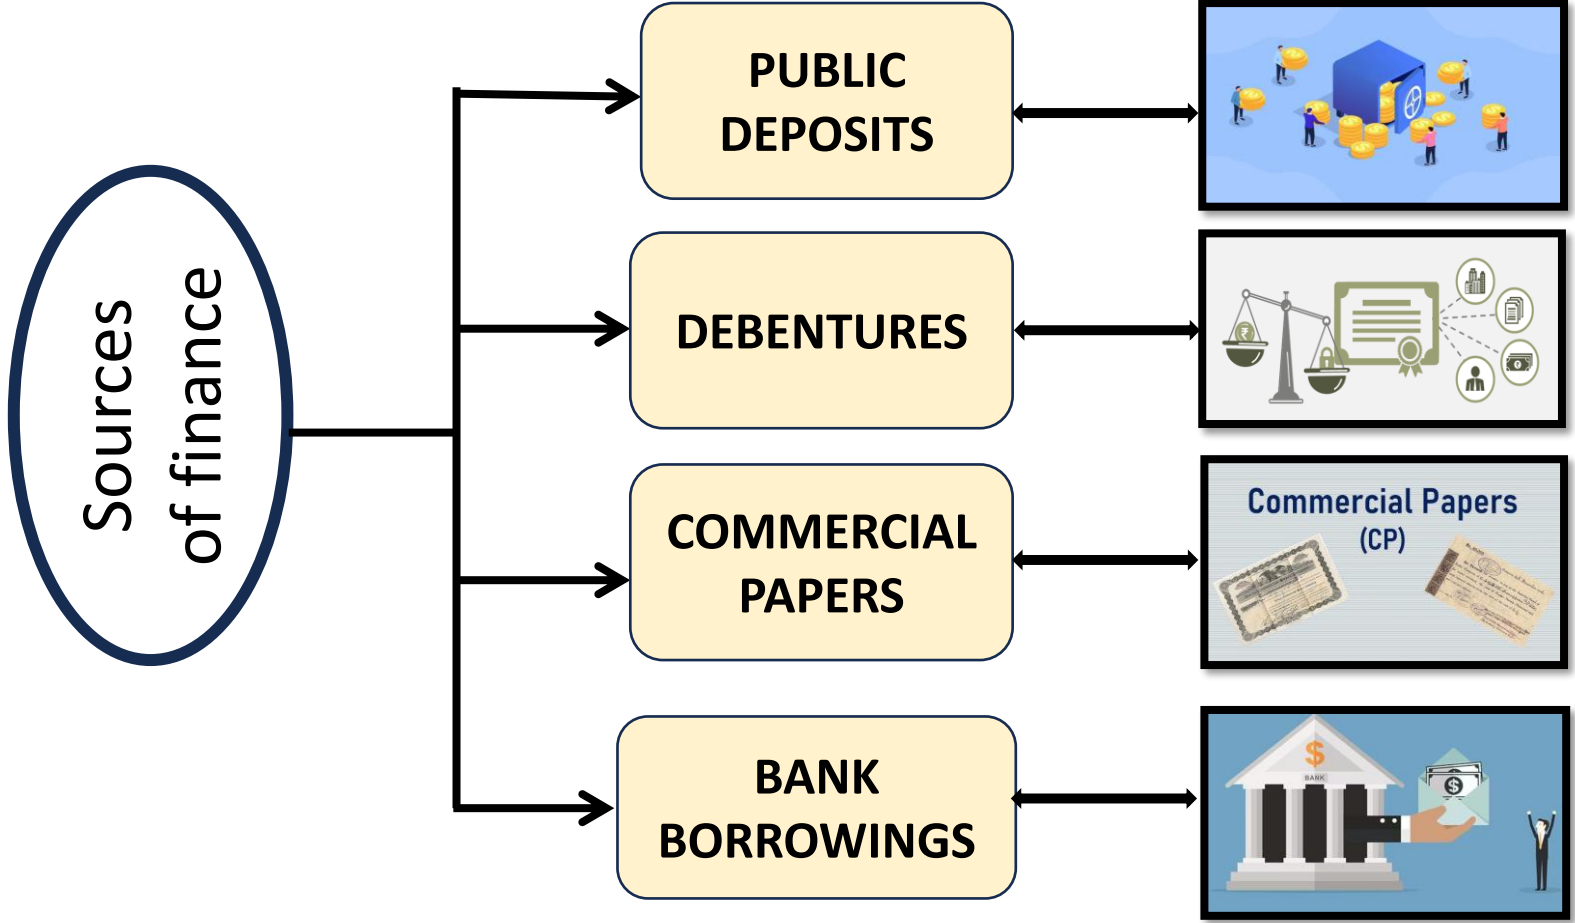 Sources
of finance
PUBLIC
DEPOSITS
DEBENTURES
COMMERCIAL
PAPERS
Commercial Papers
(CP)
BANK
BORROWINGS
$
BANK
$